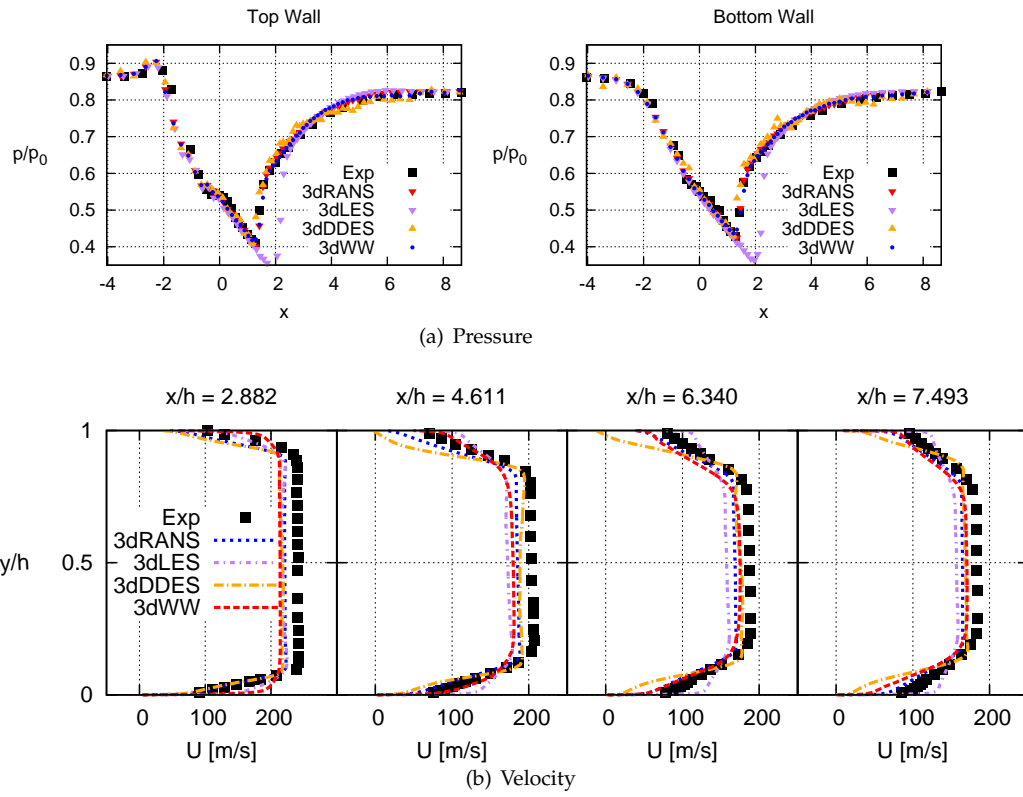 Top Wall
Bottom Wall
0.9
0.8
0.7
0.6
0.5
0.4
p/p0
Exp
3dRANS
3dLES
3dDDES
3dWW
-4 -2 0 2 4 6 8
x
0.9
0.8
0.7
0.6
0.5
0.4
p/p0
Exp
3dRANS
3dLES
3dDDES
3dWW
-4 -2 0 2 4 6 8
x
(a) Pressure
x/h = 2.882 x/h = 4.611 x/h = 6.340 x/h = 7.493
1
0.5
0
y/h
Exp
3dRANS
3dLES
3dDDES
3dWW
0 100 200 0 100 200 0 100 200 0 100 200
U [m/s] U [m/s] U [m/s] U [m/s]
(b) Velocity